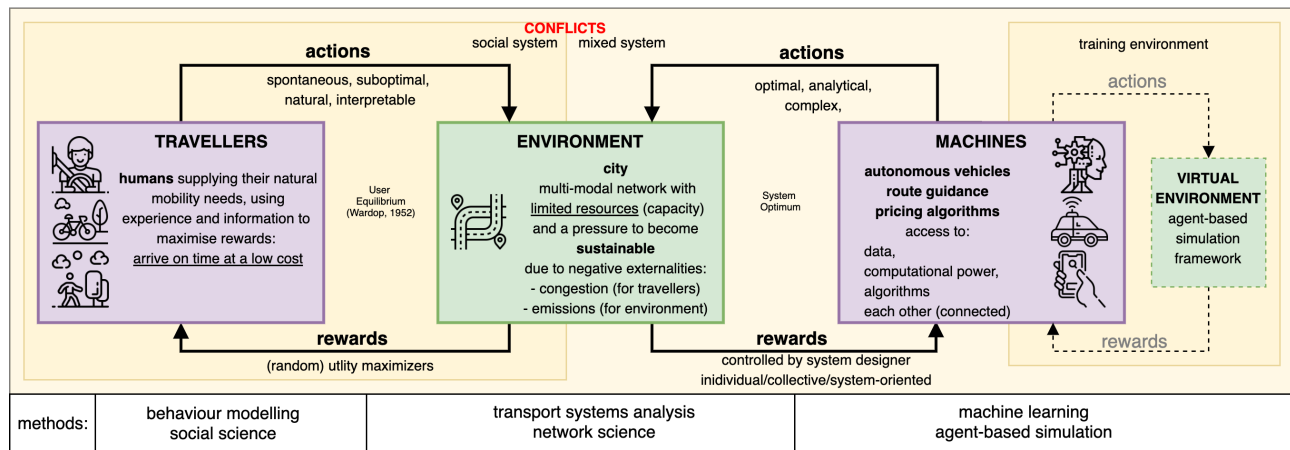 CONFLICTS
social system
mixed system
training environment
actions
spontaneous, suboptimal,
natural, interpretable
actions
optimal, analytical,
complex,
actions
TRAVELLERS
humans supplying their natural
mobility needs, using
experience and information to
maximise rewards:
arrive on time at a low cost
User
Equilibrium
(Wardop, 1952)
ENVIRONMENT
city
multi-modal network with
limited resources (capacity)
and a pressure to become
sustainable
due to negative externalities:
- congestion (for travellers)
- emissions (for environment)
System
Optimum
MACHINES
autonomous vehicles
route guidance
pricing algorithms
access to:
data,
computational power,
algorithms
each other (connected)
VIRTUAL
ENVIRONMENT
agent-based
simulation
framework
rewards
(random) utlity maximizers
rewards
controlled by system designer
inidividual/collective/system-oriented
rewards
methods:
behaviour modelling
social science
transport systems analysis
network science
machine learning
agent-based simulation